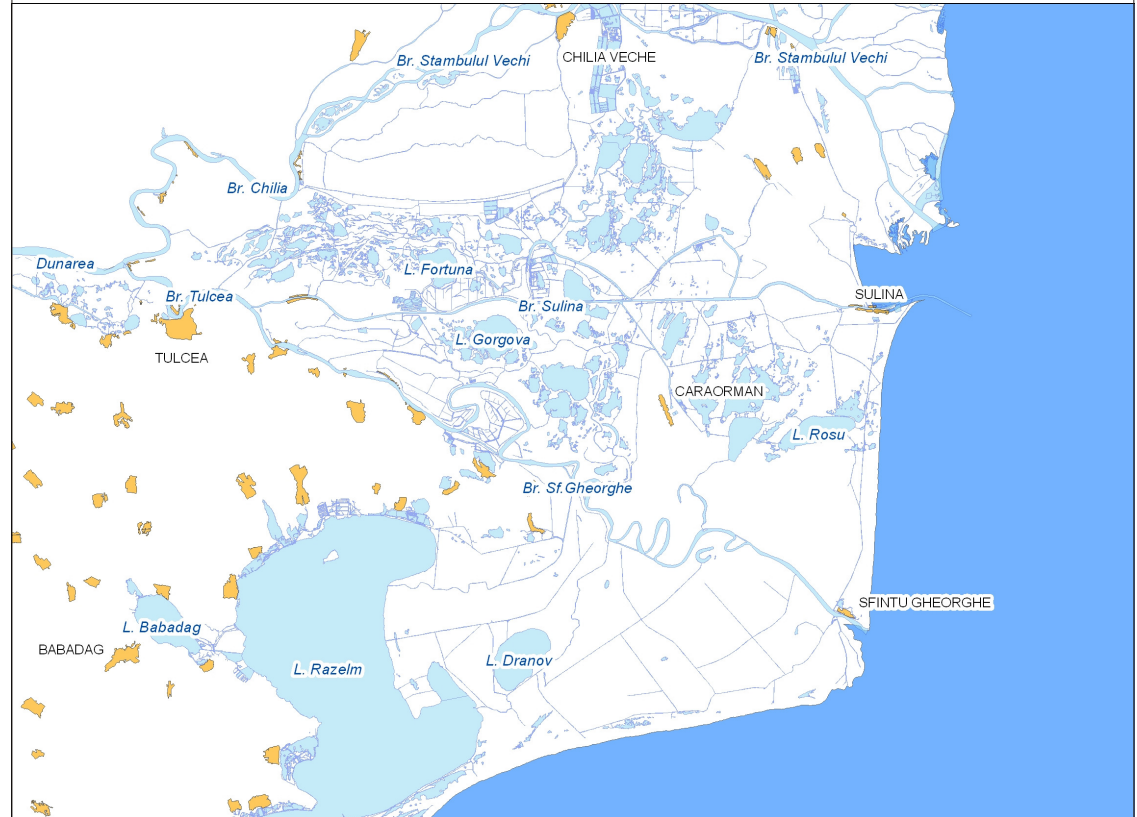 Br. Stambulul Vechi
CHILIA VECHE
Br. Stambulul Vechi
Br. Chilia
Dunarea
L. Fortuna
Br. Tulcea
Br. Sulina
SULINA
L. Gorgova
TULCEA
CARAORMAN
L. Rosu
Br. Sf.Gheorghe
SFINTU GHEORGHE
L. Babadag
BABADAG
L. Razelm
L. Dranov